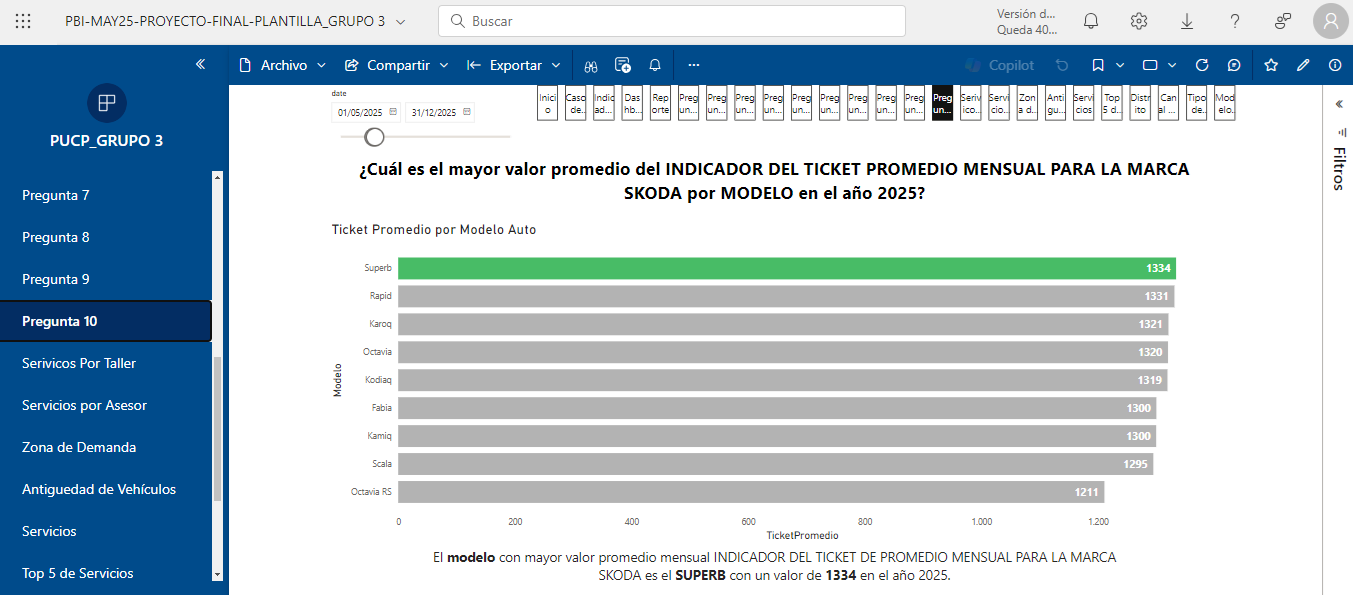 PBI-MAY25-PROYECTO-FINAL-PLANTILLA_GRUPO 3
Buscar
Versión d...
Queda 40...
Archivo
Compartir
Exportar
...
Copilot
PUCP_GRUPO 3
Pregunta 7
Pregunta 8
Pregunta 9
Pregunta 10
Serivicos Por Taller
Servicios por Asesor
Zona de Demanda
Antiguedad de Vehículos
Servicios
Top 5 de Servicios
date
01/05/2025
31/12/2025
Inici
o
Caso
de..
Indic
ad...
Das
hb...
Rep
orte
Preg
un...
Preg
un...
Preg
un...
Preg
un...
Preg
un...
Preg
un...
Preg
un...
Preg
un...
Preg
un...
Preg
un...
Seriv
ico...
Servi
cio...
Zon
a d...
Anti
gu...
Servi
cios
Top
5 d...
Distr
ito
Can
al ...
Tipo
de..
Mod
elo.
¿Cuál es el mayor valor promedio del INDICADOR DEL TICKET PROMEDIO MENSUAL PARA LA MARCA
SKODA por MODELO en el año 2025?
Ticket Promedio por Modelo Auto
Modelo
Superb 1334
Rapid 1331
Karoq 1321
Octavia 1320
Kodiaq 1319
Fabia 1300
Kamiq 1300
Scala 1295
Octavia RS 1211
0 200 400 600 800 1.000 1.200
TicketPromedio
El modelo con mayor valor promedio mensual INDICADOR DEL TICKET DE PROMEDIO MENSUAL PARA LA MARCA
SKODA es el SUPERB con un valor de 1334 en el año 2025.
Filtros